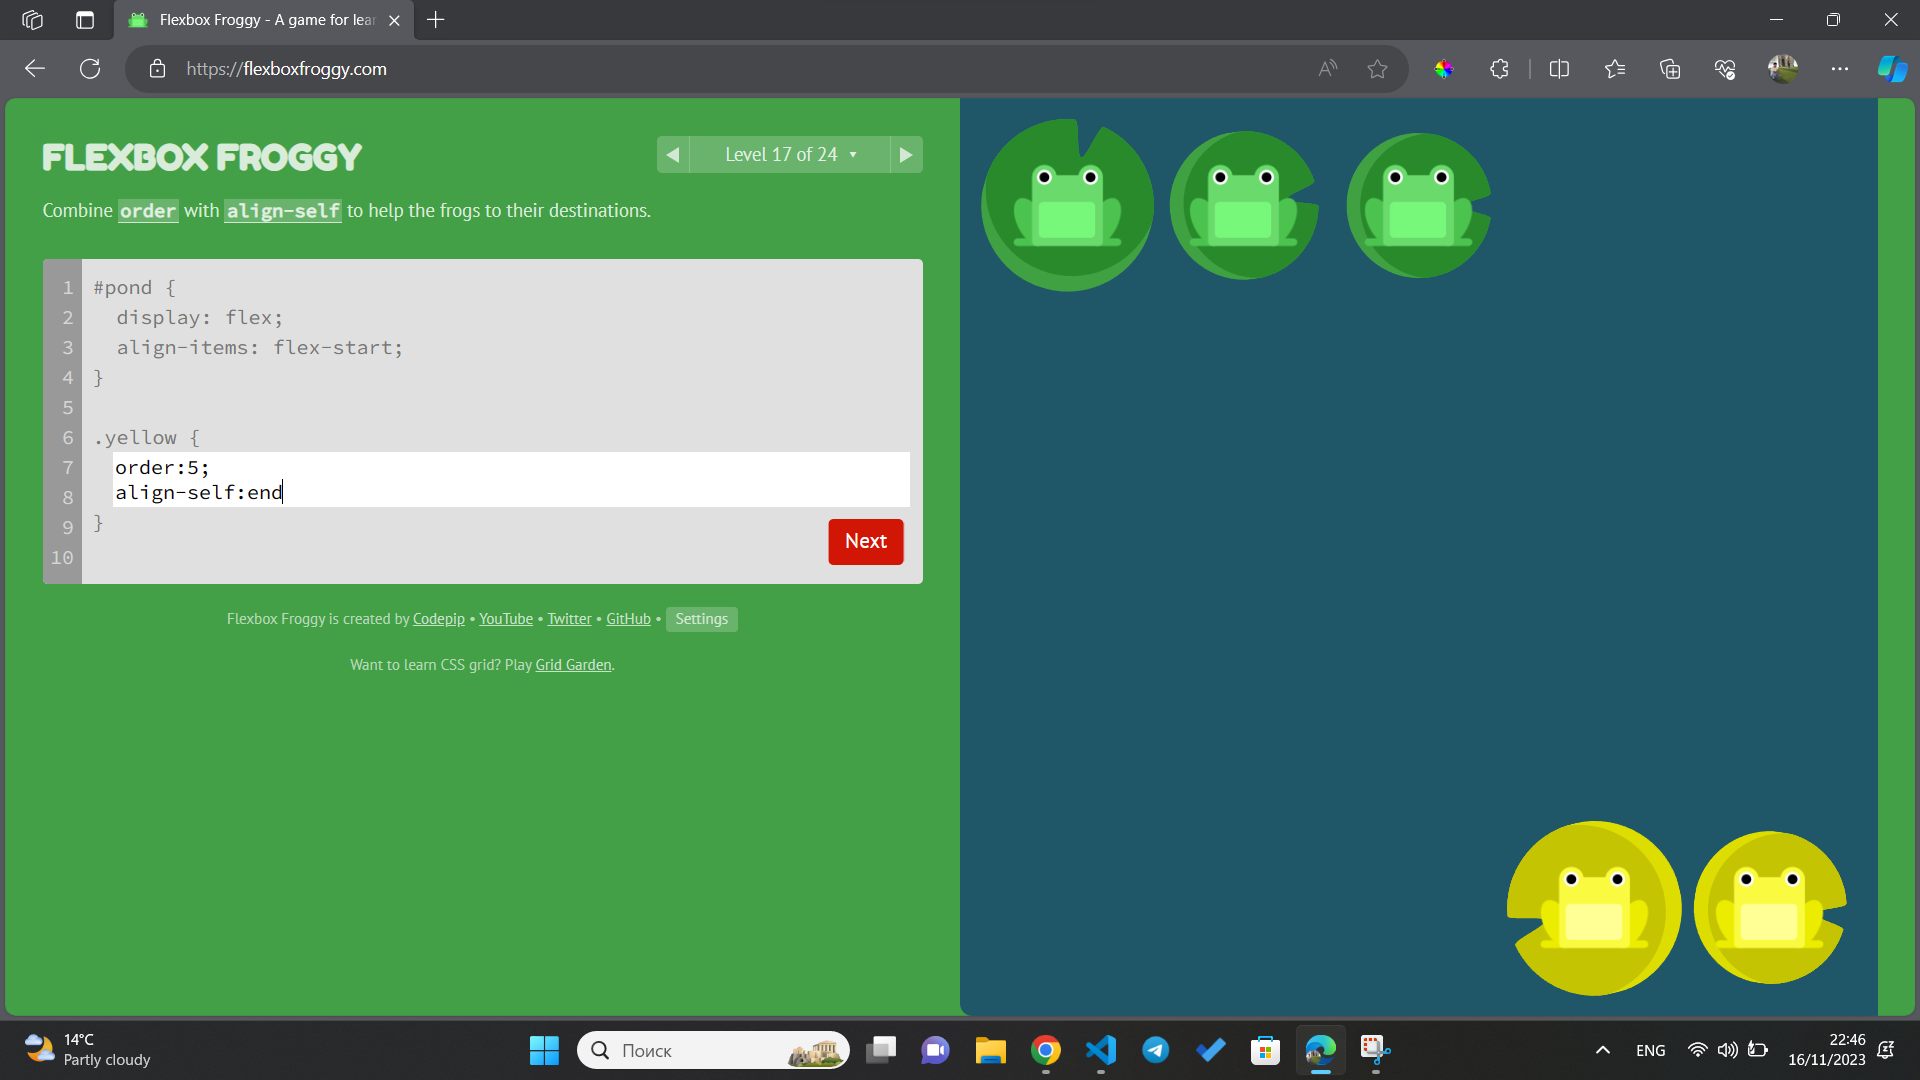 Flexbox Froggy - A game for lear
https://flexboxfroggy.com
FLEXBOX FROGGY
Level 17 of 24
Combine order with align-self to help the frogs to their destinations.
1 #pond {
2 display: flex;
3 align-items: flex-start;
4 }
5
6 .yellow {
7 order:5;
8 align-self:end
9 }
10
Next
Flexbox Froggy is created by Codepip • YouTube • Twitter • GitHub • Settings
Want to learn CSS grid? Play Grid Garden.
14°C
Partly cloudy
Поиск
ENG
22:46
16/11/2023